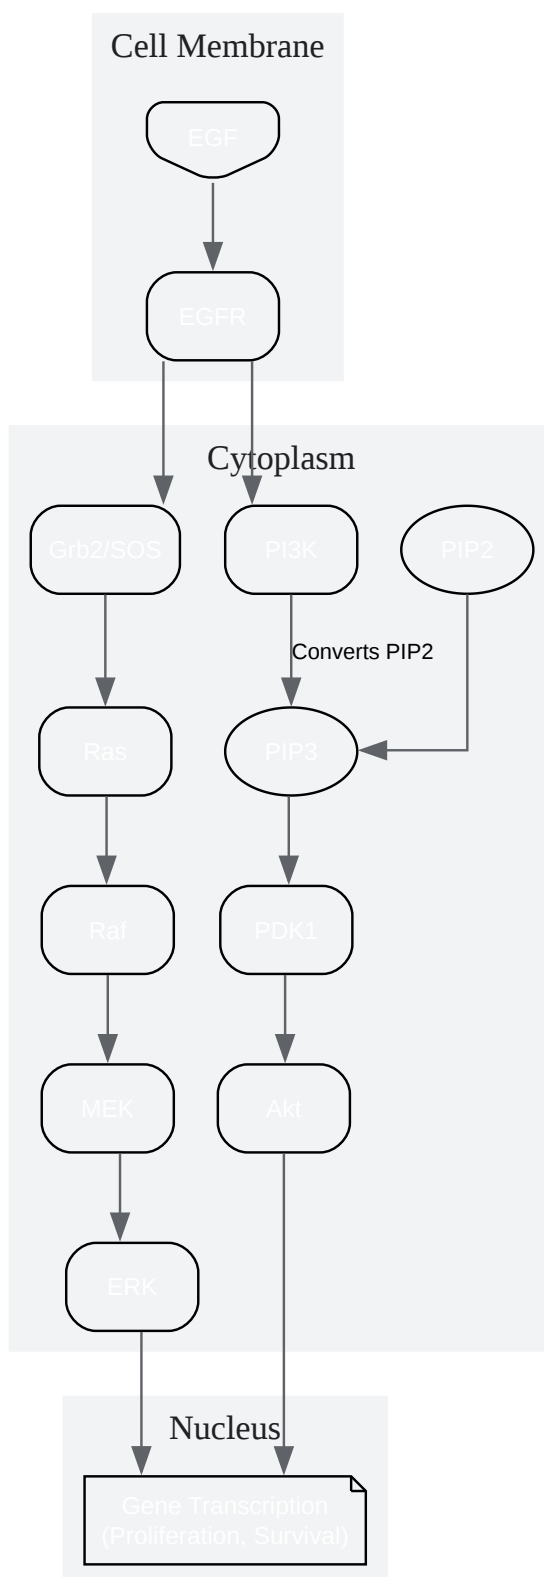 Cell Membrane
EGF
EGFR
Cytoplasm
Grb2/SOS
PI3K
PIP2
Converts PIP2
Ras
PIP3
Raf
PDK1
MEK
Akt
ERK
Nucleus
Gene Transcription
(Proliferation, Survival)